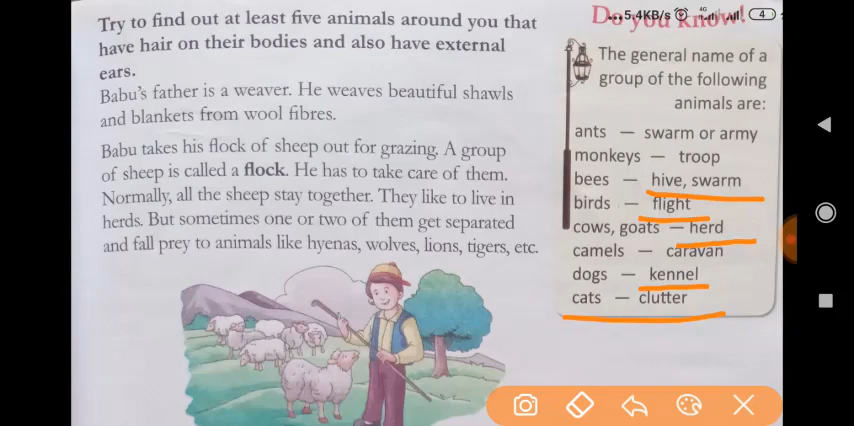 Try to find out at least five animals around you that
have hair on their bodies and also have external
ears.
Babu's father is a weaver. He weaves beautiful shawls
and blankets from wool fibres.
Babu takes his flock of sheep out for grazing. A group
of sheep is called a flock. He has to take care of them.
Normally, all the sheep stay together. They like to live in
herds. But sometimes one or two of them get separated
and fall prey to animals like hyenas, wolves, lions, tigers, etc.
Do you know!
...5.4KB/s 4G 4
The general name of a
group of the following
animals are:
ants — swarm or army
monkeys — troop
bees — hive, swarm
birds — flight
cows, goats — herd
camels — caravan
dogs — kennel
cats — clutter